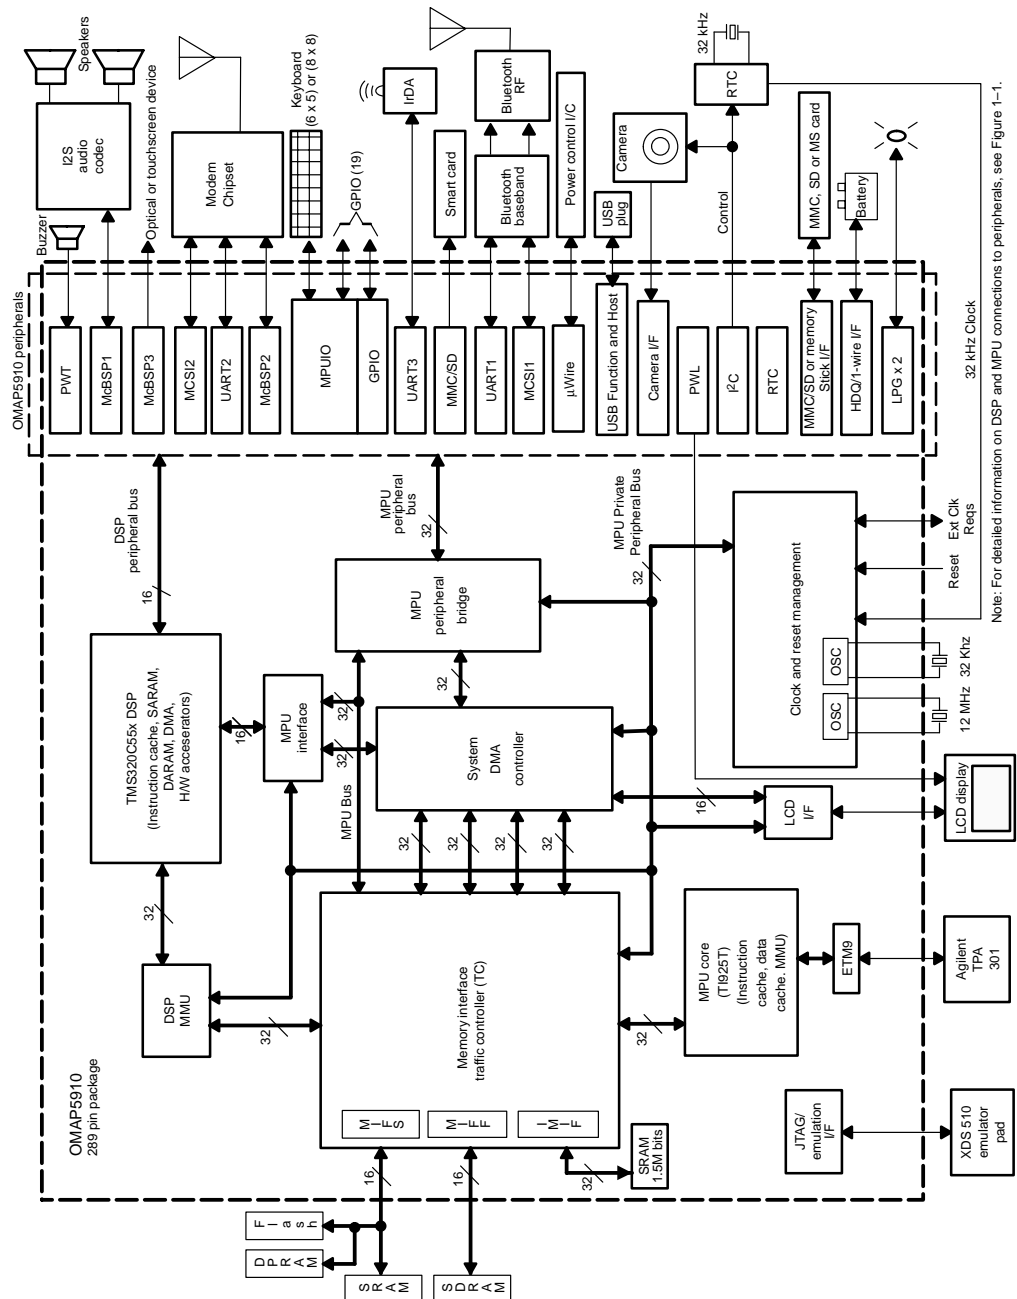 Speakers
I2S
audio
codec
Buzzer
Optical or touchscreen device
Modem
Chipset
Keyboard
(6 x 5) or (8 x 8)
GPIO (19)
IrDA
Smart card
Bluetooth
RF
Bluetooth
baseband
Power control I/C
USB
plug
Camera
Control
32 kHz
RTC
MMC, SD or MS card
Battery
OMAP5910 peripherals
PWT
McBSP1
McBSP3
MCSI2
UART2
McBSP2
MPUIO
GPIO
UART3
MMC/SD
UART1
MCSI1
µWire
USB Function and Host
Camera I/F
PWL
I2C
RTC
MMC/SD or memory
Stick I/F
HDQ/1-wire I/F
LPG x 2
32 kHz Clock
Note: For detailed information on DSP and MPU connections to peripherals, see Figure 1–1.
DSP
peripheral bus
16
MPU
peripheral
bus
32
MPU Private
Peripheral Bus
32
TMS320C55x DSP
(Instruction cache, SARAM,
DARAM, DMA,
H/W acceserators)
MPU
peripheral
bridge
Clock and reset management
Ext Clk
Reqs
Reset
OSC
32 Khz
OSC
12 MHz
16
MPU
interface
32
32
32
System
DMA
controller
MPU Bus
32
32
32
32
16
LCD
I/F
LCD display
32
DSP
MMU
32
Memory interface
traffic controller (TC)
32
MPU core
(TI925T)
(Instruction
cache, data
cache. MMU)
ETM9
Agilent
TPA
301
OMAP5910
289 pin package
MIFS
MIFF
IMIF
16
16
32
SRAM
1.5M bits
JTAG/
emulation
I/F
XDS 510
emulator
pad
Flash
DPRAM
SRAM
SDRAM